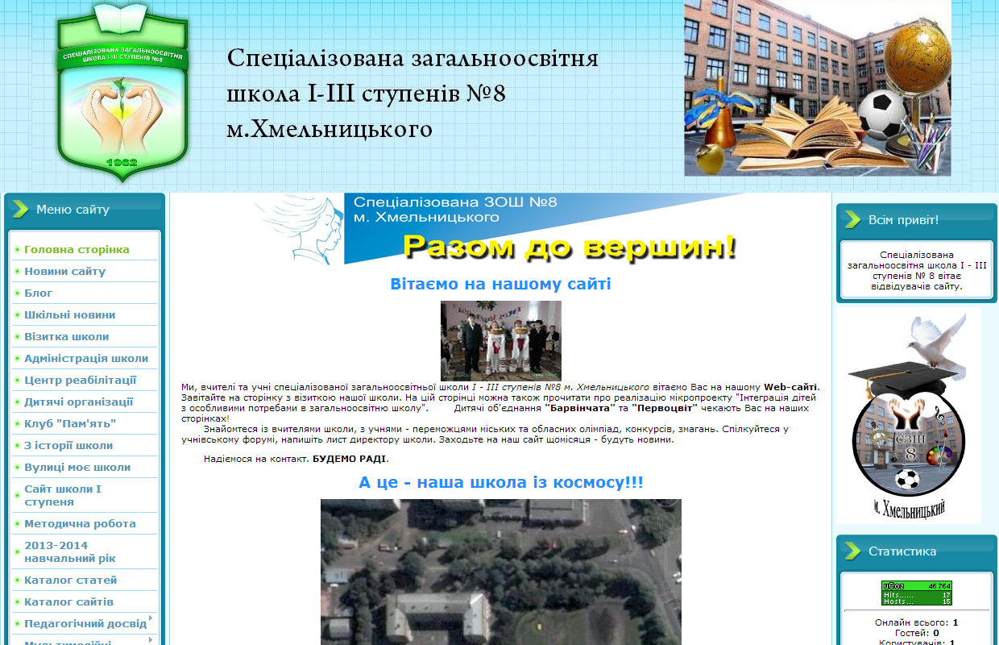 СПЕЦІАЛІЗОВАНА ЗАГАЛЬНООСВІТНЯ
ШКОЛА І-ІІІ СТУПЕНІВ №8
1962
Спеціалізована загальноосвітня
школа І-ІІІ ступенів №8
м.Хмельницького
Меню сайту
Головна сторінка
Новини сайту
Блог
Шкільні новини
Візитка школи
Адміністрація школи
Центр реабілітації
Дитячі організації
Клуб "Пам'ять"
З історії школи
Вулиці моє школи
Сайт школи І
ступеня
Методична робота
2013-2014
навчальний рік
Каталог статей
Каталог сайтів
Педагогічний досвід
Мультимедійні
Спеціалізована ЗОШ №8
м. Хмельницького
Разом до вершин!
Вітаємо на нашому сайті
Ми, вчителі та учні спеціалізованої загальноосвітньої школи І - ІІІ ступенів №8 м. Хмельницького вітаємо Вас на нашому Web-сайті.
Завітайте на сторінку з візиткою нашої школи. На цій сторінці можна також прочитати про реалізацію мікропроекту "Інтеграція дітей
з особливими потребами в загальноосвітню школу". Дитячі об'єднання "Барвінчата" та "Первоцвіт" чекають Вас на наших
сторінках!
Знайомтеся із вчителями школи, з учнями - переможцями міських та обласних олімпіад, конкурсів, змагань. Спілкуйтеся у
учнівському форумі, напишіть лист директору школи. Заходьте на наш сайт щомісяця - будуть новини.
Надіємося на контакт. БУДЕМО РАДІ.
А це - наша школа із космосу!!!
Всім привіт!
Спеціалізована
загальноосвітня школа І - ІІІ
ступенів № 8 вітає
відвідувачів сайту.
СЗШ
8
м. Хмельницький
Статистика
uCoz 46 764
Hits...... 17
Hosts... 15
Онлайн всього: 1
Гостей: 0
Користувачів: 1